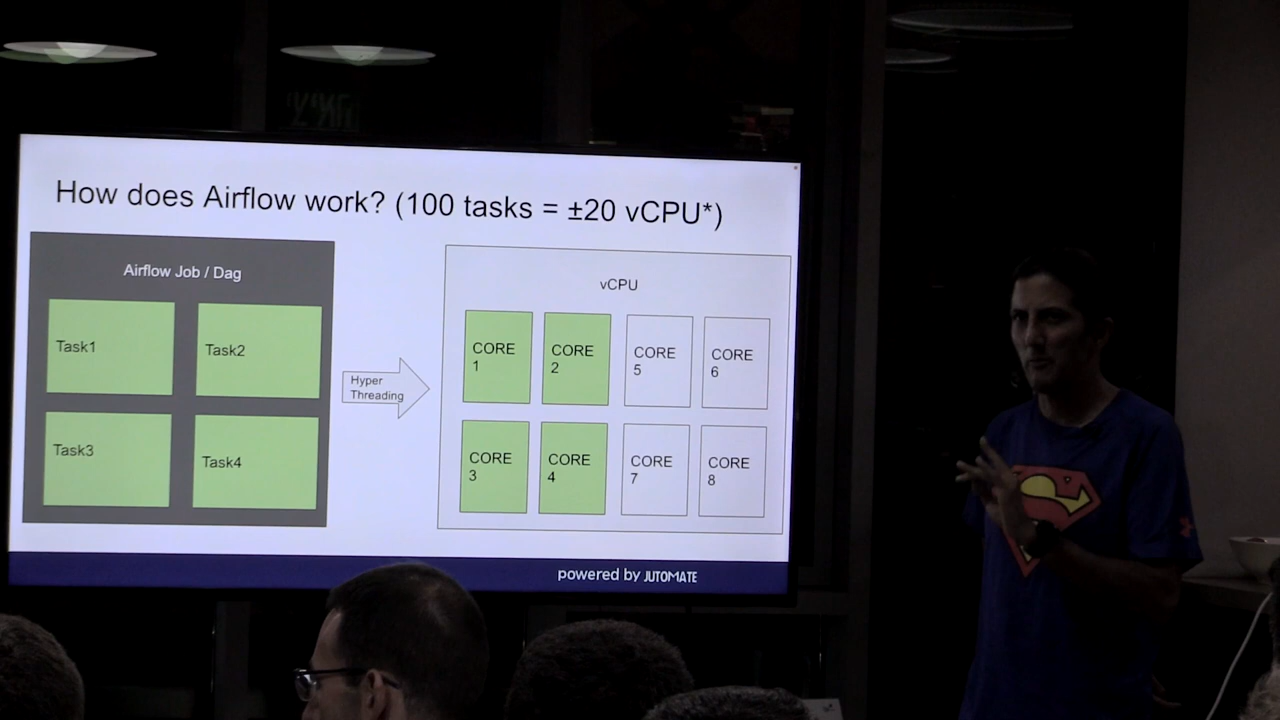 How does Airflow work? (100 tasks = ±20 vCPU*)
Airflow Job / Dag
Task1
Task2
Task3
Task4
Hyper
Threading
vCPU
CORE
1
CORE
2
CORE
5
CORE
6
CORE
3
CORE
4
CORE
7
CORE
8
powered by JUTOMATE